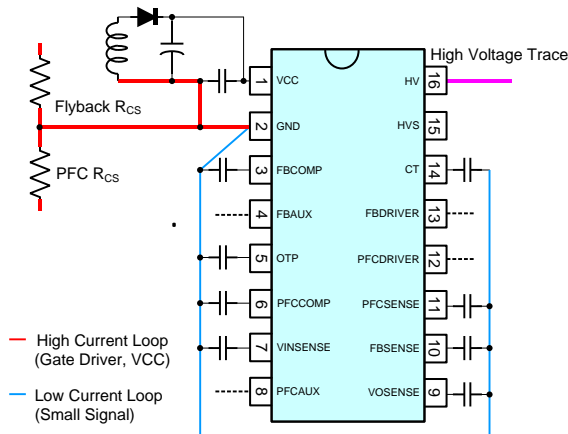 High Voltage Trace
Flyback RCS
PFC RCS
1 VCC
2 GND
3 FBCOMP
4 FBAUX
5 OTP
6 PFCCOMP
7 VINSENSE
8 PFCAUX
HV 16
HVS 15
CT 14
FBDRIVER 13
PFCDRIVER 12
PFCSENSE 11
FBSENSE 10
VOSENSE 9
High Current Loop
(Gate Driver, VCC)
Low Current Loop
(Small Signal)